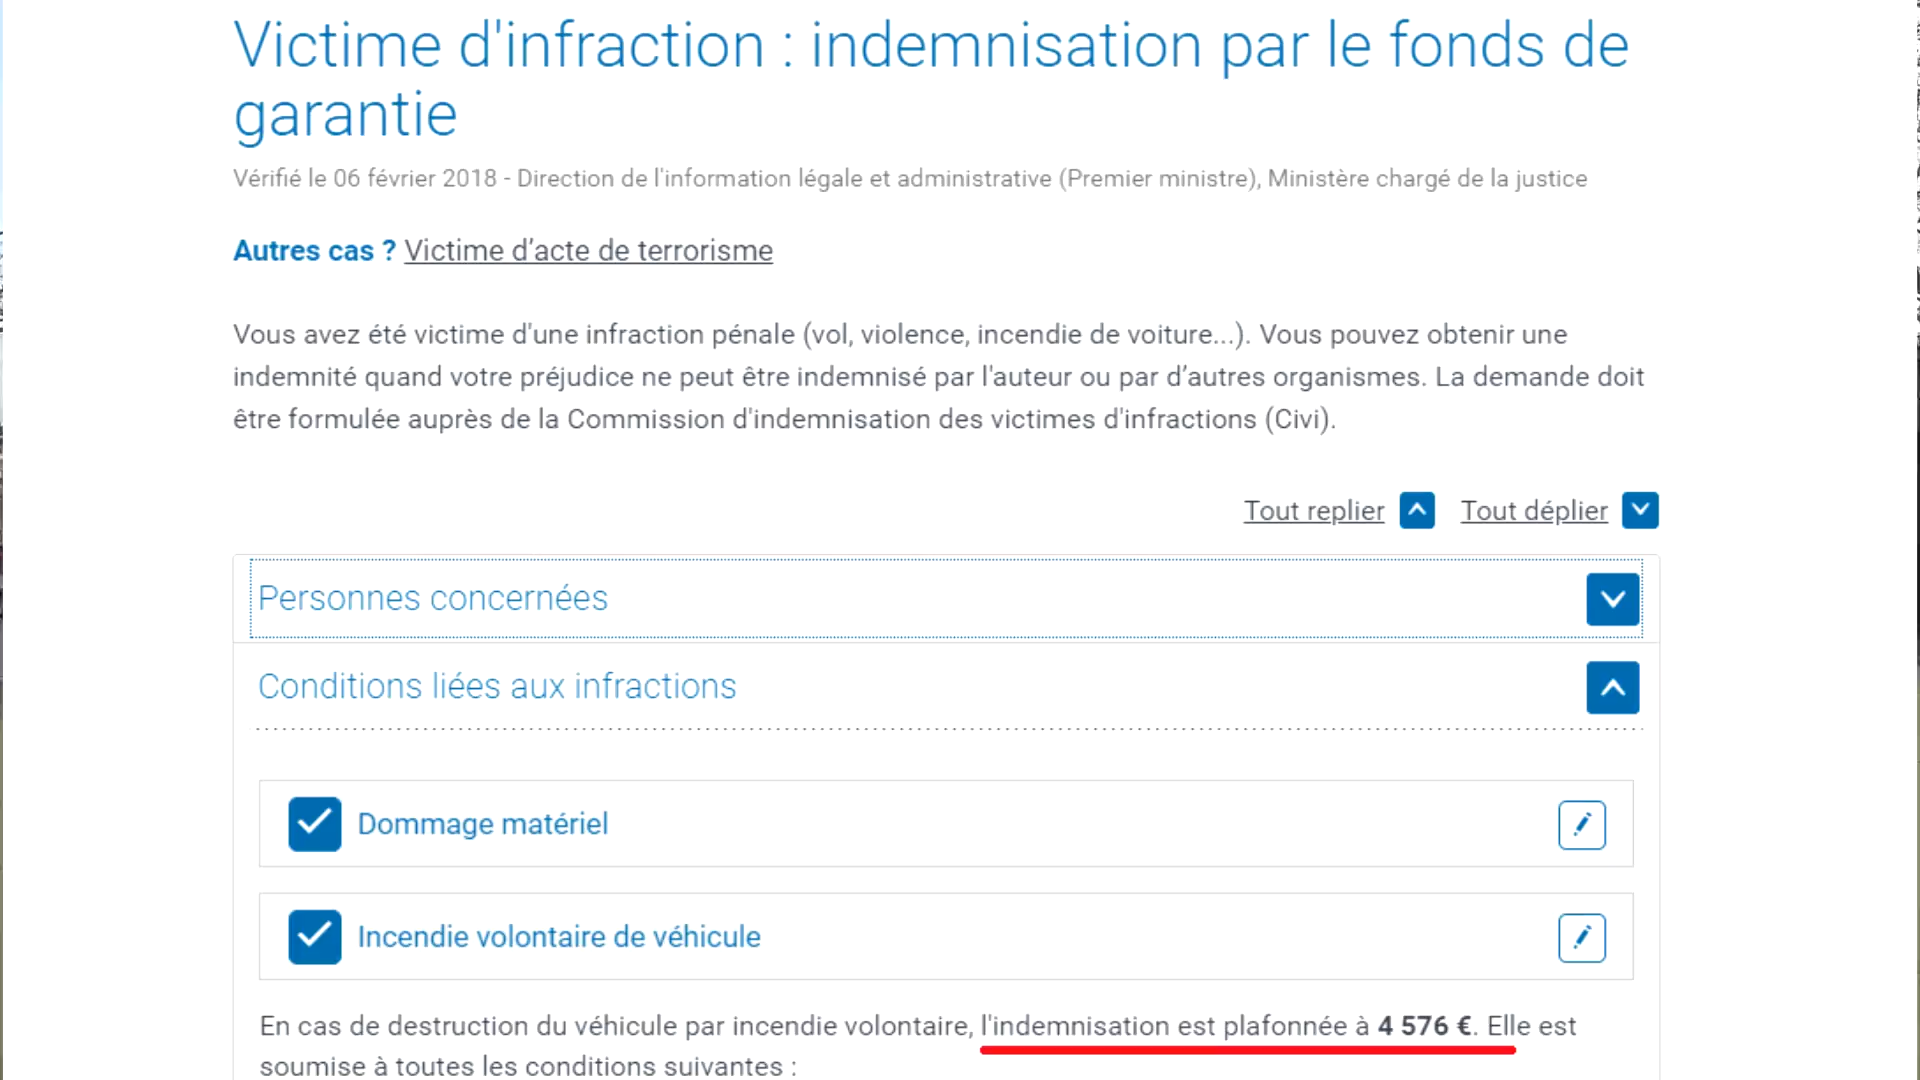 Victime d'infraction : indemnisation par le fonds de
garantie
Vérifié le 06 février 2018 - Direction de l'information légale et administrative (Premier ministre), Ministère chargé de la justice
Autres cas ? Victime d’acte de terrorisme
Vous avez été victime d'une infraction pénale (vol, violence, incendie de voiture...). Vous pouvez obtenir une
indemnité quand votre préjudice ne peut être indemnisé par l'auteur ou par d’autres organismes. La demande doit
être formulée auprès de la Commission d'indemnisation des victimes d'infractions (Civi).
Tout replier Tout déplier
Personnes concernées
Conditions liées aux infractions
Dommage matériel
Incendie volontaire de véhicule
En cas de destruction du véhicule par incendie volontaire, l'indemnisation est plafonnée à 4 576 €. Elle est
soumise à toutes les conditions suivantes :